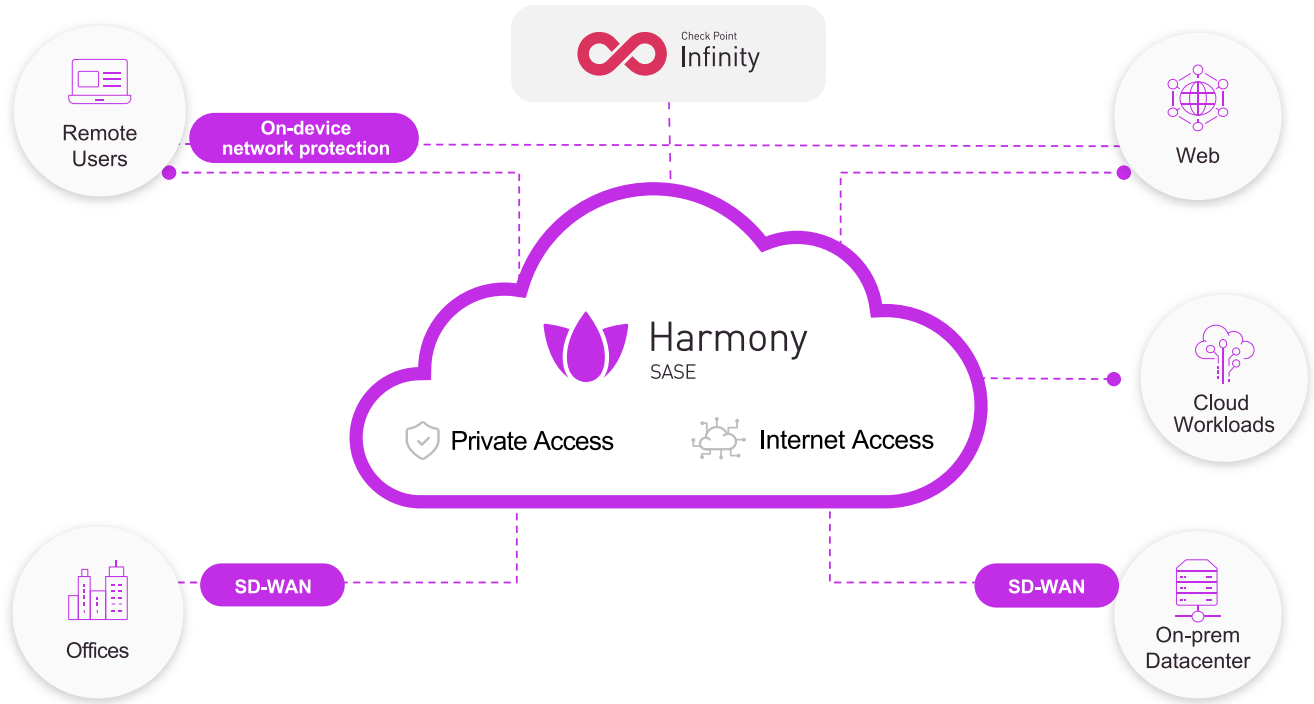 Check Point
Infinity
Remote
Users
On-device
network protection
Web
Harmony
SASE
Private Access
Internet Access
Cloud
Workloads
Offices
SD-WAN
SD-WAN
On-prem
Datacenter